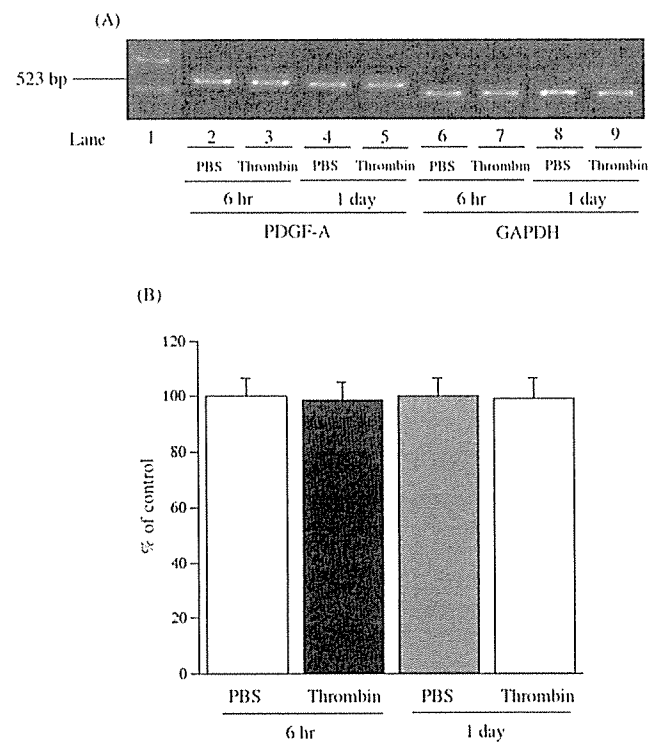 (A)
523 bp
Lane 1 2 3 4 5 6 7 8 9
PBS Thrombin PBS Thrombin PBS Thrombin PBS Thrombin
6 hr 1 day 6 hr 1 day
PDGF-A GAPDH
(B)
120
100
80
60
40
20
0
% of control
PBS Thrombin PBS Thrombin
6 hr 1 day